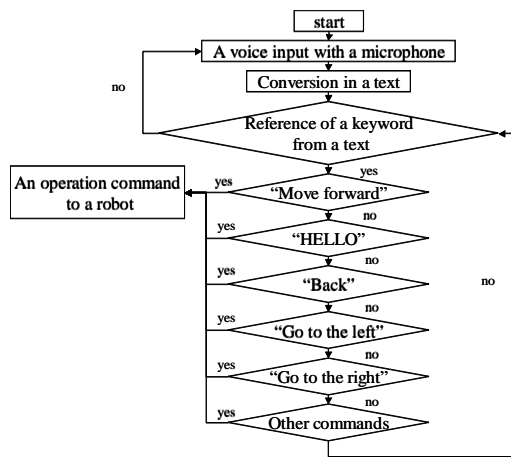 start
A voice input with a microphone
no
Conversion in a text
Reference of a keyword
from a text
yes
An operation command
to a robot
yes
“Move forward”
no
yes
“HELLO”
no
yes
“Back”
no
no
yes
“Go to the left”
no
yes
“Go to the right”
no
yes
Other commands